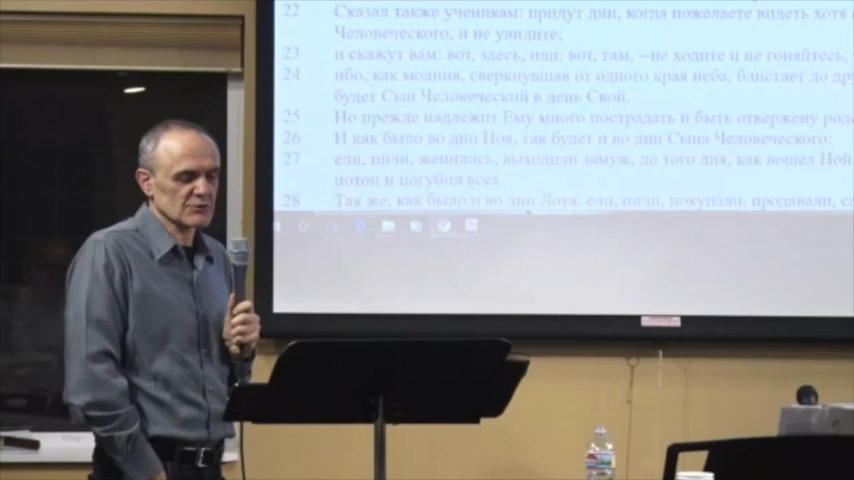 22 Сказал также ученикам: придут дни, когда пожелаете видеть хотя
Человеческого, и не увидите;
23 и скажут вам: вот, здесь, или: вот, там, --не ходите и не гоняйтесь,
24 ибо, как молния, сверкнувшая от одного края неба, блистает до
будет Сын Человеческий в день Свой.
25 Но прежде надлежит Ему много пострадать и быть отвержену
26 И как было во дни Ноя, так будет и во дни Сына Человеческого:
27 ели, пили, женились, выходили замуж, до того дня, как вошел Ной
потоп и погубил всех.
28 Так же, как было и во дни Лота: ели, пили, покупали, продавали,